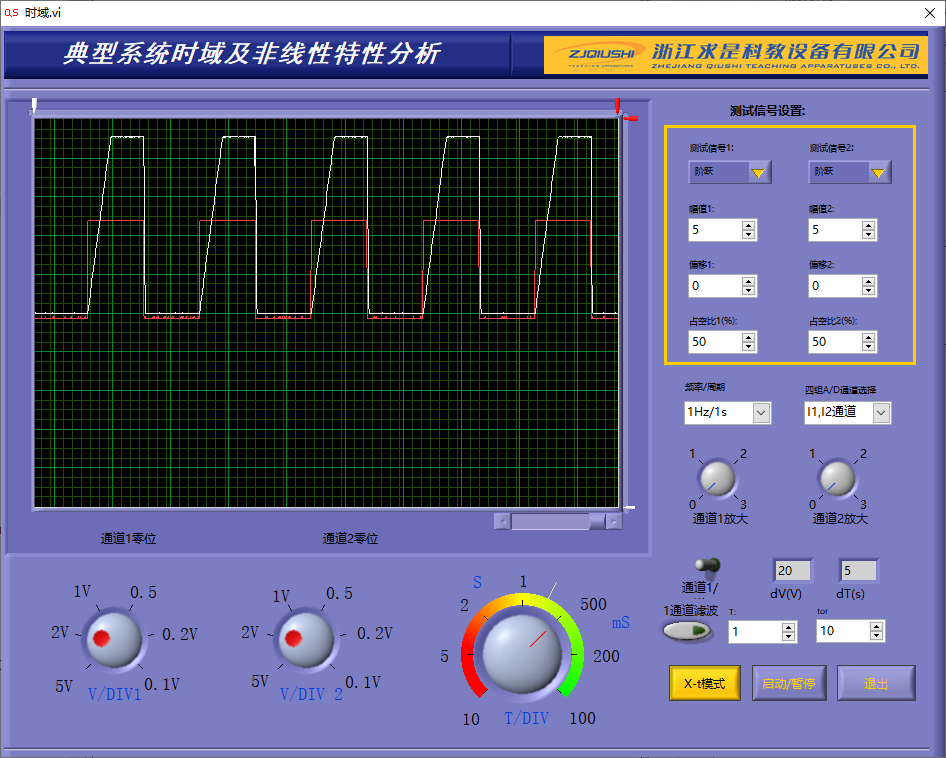 时域.vi
典型系统时域及非线性特性分析
ZJQIUSHI
TEACHING APPARATUSES
浙江求是科教设备有限公司
ZHEJIANG QIUSHI TEACHING APPARATUSES CO., LTD.
测试信号设置:
测试信号1: 测试信号2:
阶跃 阶跃
幅值1: 幅值2:
5 5
偏移1: 偏移2:
0 0
占空比1(%): 占空比2(%):
50 50
频率/周期 四组A/D通道选择
1Hz/1s I1,I2通道
1 2 1 2
0 3 0 3
通道1放大 通道2放大
通道1零位 通道2零位
通道1/
20 5
dV(V) dT(s)
1通道滤波 T: tor
1 10
X-t模式 启动/暂停 退出
1V 0.5
2V 0.2V
5V 0.1V
V/DIV1
1V 0.5
2V 0.2V
5V 0.1V
V/DIV 2
S 1
2 500
mS
5 200
10 100
T/DIV